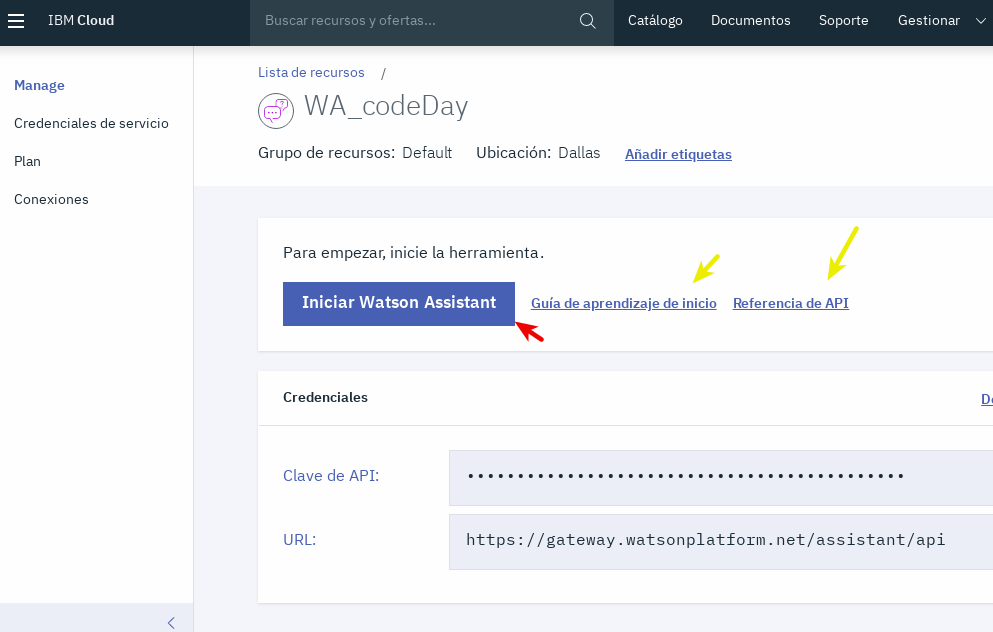 IBM Cloud
Buscar recursos y ofertas...
Catálogo
Documentos
Soporte
Gestionar
Manage
Credenciales de servicio
Plan
Conexiones
Lista de recursos /
WA_codeDay
Grupo de recursos: Default Ubicación: Dallas Añadir etiquetas
Para empezar, inicie la herramienta.
Iniciar Watson Assistant Guía de aprendizaje de inicio Referencia de API
Credenciales
Clave de API: ••••••••••••••••••••••••••••••••••••••••••••
URL: https://gateway.watsonplatform.net/assistant/api